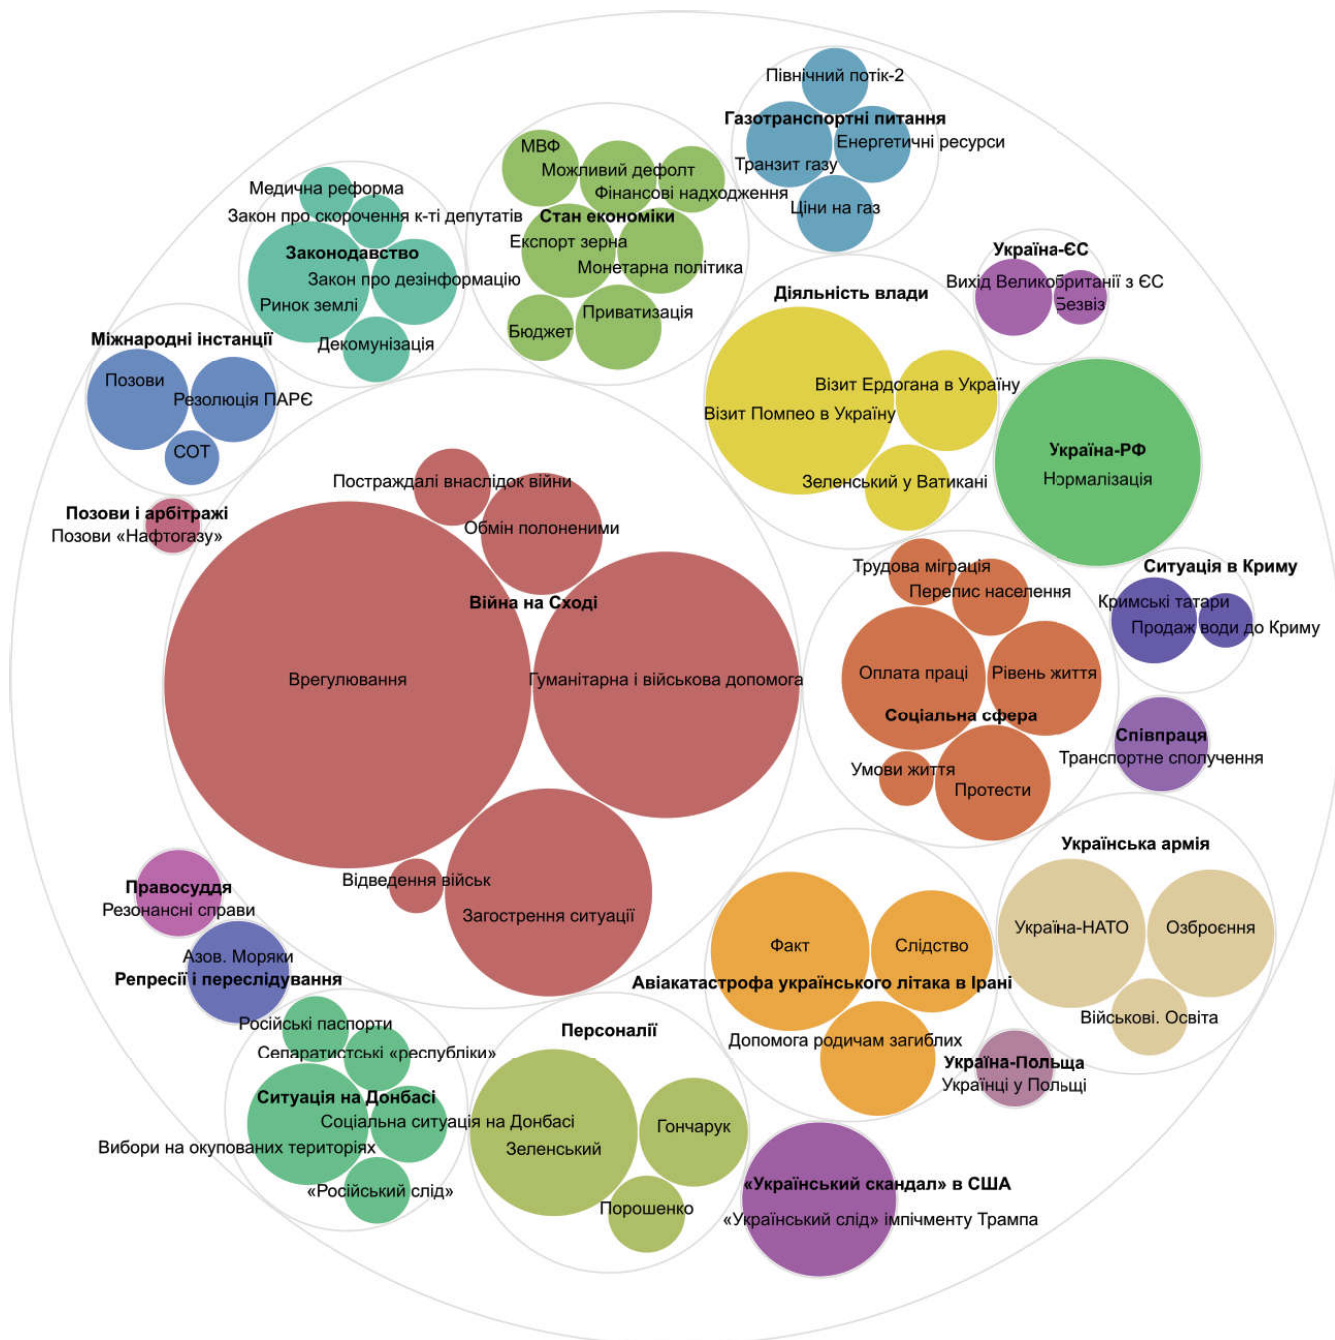 Північний потік-2
Газотранспортні питання
Енергетичні ресурси
Транзит газу
Ціни на газ
МВФ
Можливий дефолт
Фінансові надходження
Стан економіки
Експорт зерна
Монетарна політика
Приватизація
Бюджет
Медична реформа
Закон про скорочення к-ті депутатів
Законодавство
Закон про дезінформацію
Ринок землі
Декомунізація
Україна-ЄС
Вихід Великобританії з ЄС
Безвіз
Діяльність влади
Візит Ердогана в Україну
Візит Помпео в Україну
Зеленський у Ватикані
Міжнародні інстанції
Позови
Резолюція ПАРЄ
СОТ
Україна-РФ
Нормалізація
Позови і арбітражі
Позови «Нафтогазу»
Постраждалі внаслідок війни
Обмін полоненими
Війна на Сході
Врегулювання
Гуманітарна і військова допомога
Відведення військ
Загострення ситуації
Трудова міграція
Перепис населення
Оплата праці
Рівень життя
Соціальна сфера
Умови життя
Протести
Ситуація в Криму
Кримські татари
Продаж води до Криму
Співпраця
Транспортне сполучення
Українська армія
Україна-НАТО
Озброєння
Військові. Освіта
Правосуддя
Резонансні справи
Азов. Моряки
Репресії і переслідування
Факт
Слідство
Авіакатастрофа українського літака в Ірані
Допомога родичам загиблих
Україна-Польща
Українці у Польщі
Російські паспорти
Сепаратистські «республіки»
Ситуація на Донбасі
Соціальна ситуація на Донбасі
Вибори на окупованих територіях
«Російський слід»
Персоналії
Гончарук
Зеленський
Порошенко
«Український скандал» в США
«Український слід» імпічменту Трампа